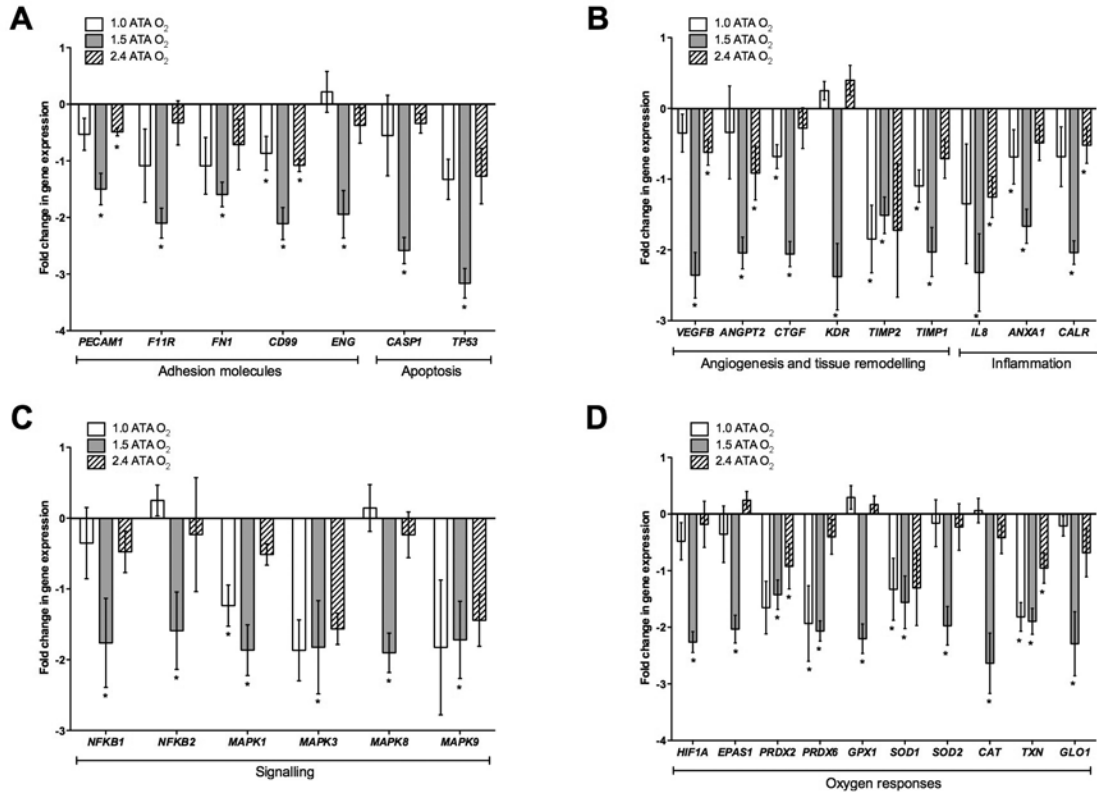 A
1.0 ATA O₂
1.5 ATA O₂
2.4 ATA O₂
Fold change in gene expression
1
0
-1
-2
-3
-4
* * * * * * * * *
PECAM1 F11R FN1 CD99 ENG CASP1 TP53
Adhesion molecules Apoptosis
B
1.0 ATA O₂
1.5 ATA O₂
2.4 ATA O₂
Fold change in gene expression
1
0
-1
-2
-3
* * * * * * * * * * * * * * * * *
VEGFB ANGPT2 CTGF KDR TIMP2 TIMP1 IL8 ANXA1 CALR
Angiogenesis and tissue remodelling Inflammation
C
1.0 ATA O₂
1.5 ATA O₂
2.4 ATA O₂
Fold change in gene expression
1
0
-1
-2
-3
* * * * * * *
NFKB1 NFKB2 MAPK1 MAPK3 MAPK8 MAPK9
Signalling
D
1.0 ATA O₂
1.5 ATA O₂
2.4 ATA O₂
Fold change in gene expression
1
0
-1
-2
-3
-4
* * * * * * * * * * * * * * *
HIF1A EPAS1 PRDX2 PRDX6 GPX1 SOD1 SOD2 CAT TXN GLO1
Oxygen responses